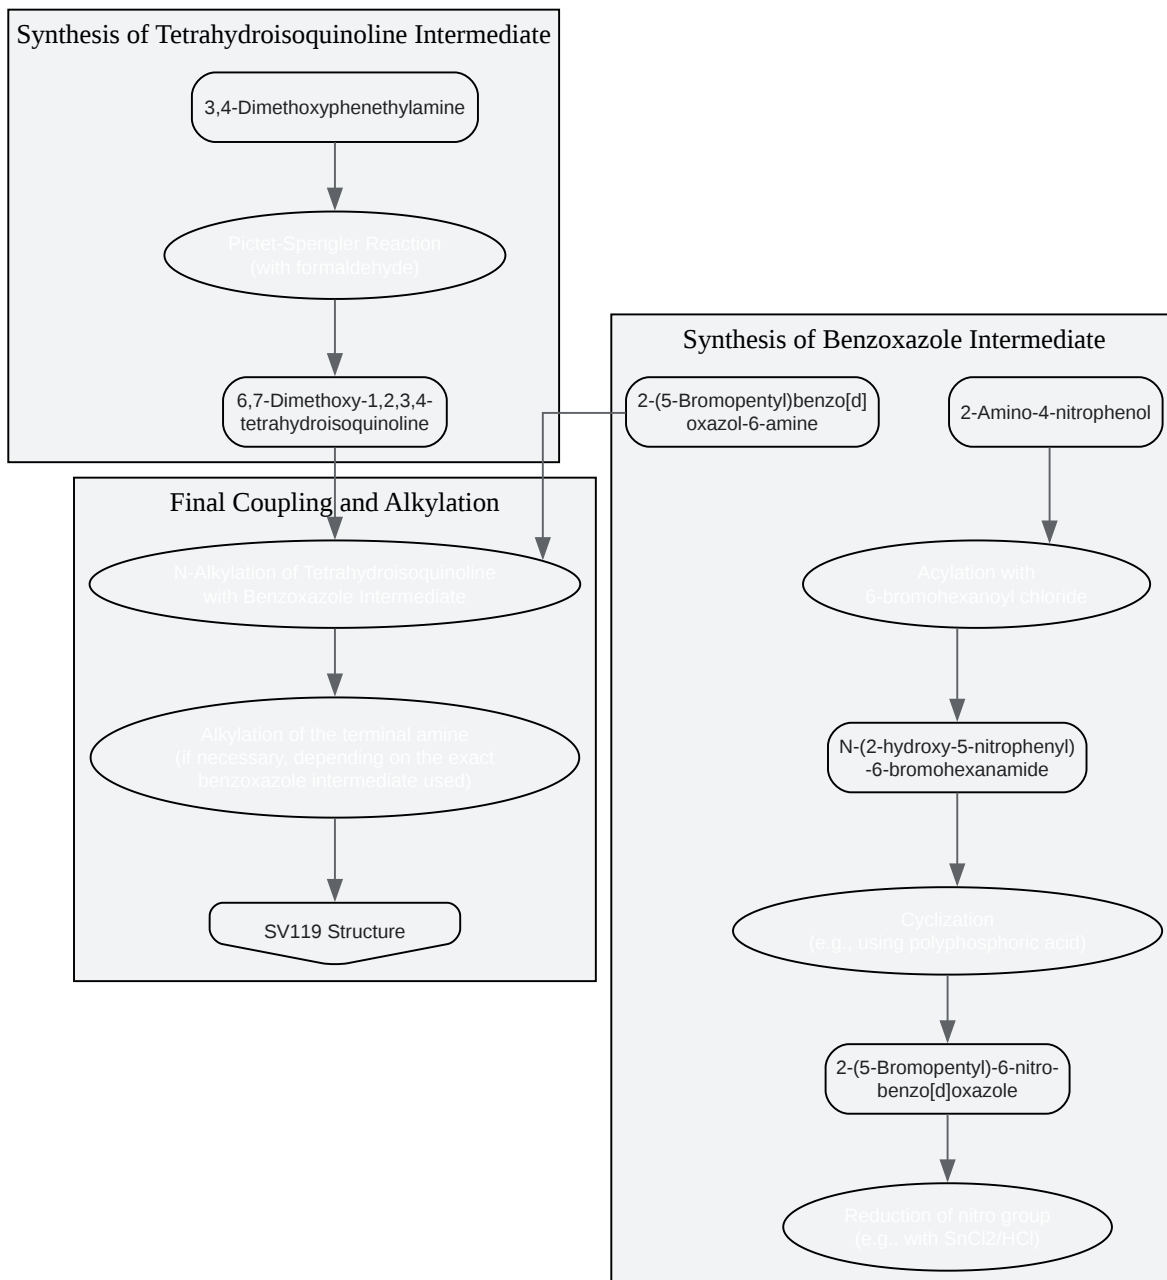 Synthesis of Tetrahydroisoquinoline Intermediate
3,4-Dimethoxyphenethylamine
Pictet-Spengler Reaction
(with formaldehyde)
6,7-Dimethoxy-1,2,3,4-
tetrahydroisoquinoline
Synthesis of Benzoxazole Intermediate
2-(5-Bromopentyl)benzo[d]
oxazol-6-amine
2-Amino-4-nitrophenol
Acylation with
6-bromohexanoyl chloride
N-(2-hydroxy-5-nitrophenyl)
-6-bromohexanamide
Cyclization
(e.g., using polyphosphoric acid)
2-(5-Bromopentyl)-6-nitro-
benzo[d]oxazole
Reduction of nitro group
(e.g., with SnCl2/HCl)
Final Coupling and Alkylation
N-Alkylation of Tetrahydroisoquinoline
with Benzoxazole Intermediate
Alkylation of the terminal amine
(if necessary, depending on the exact
benzoxazole intermediate used)
SV119 Structure